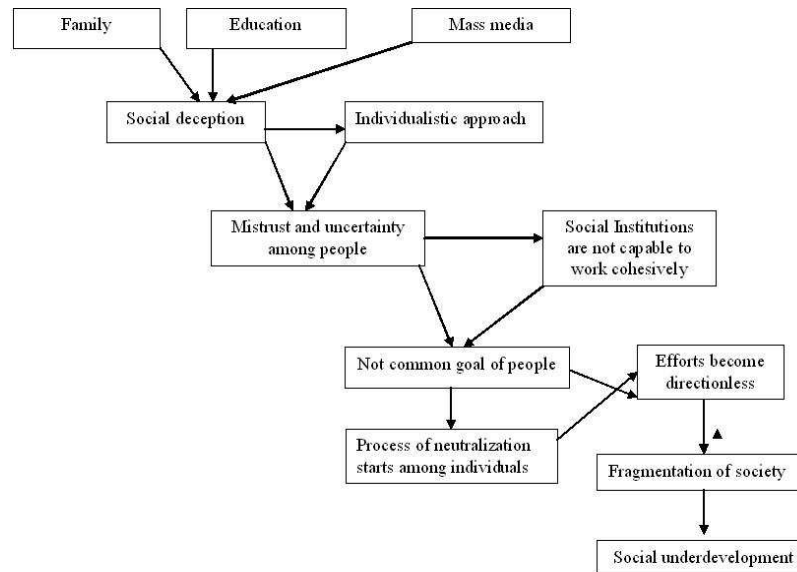 Family
Education
Mass media
Social deception
Individualistic approach
Mistrust and uncertainty
among people
Social Institutions
are not capable to
work cohesively
Not common goal of people
Efforts become
directionless
Process of neutralization
starts among individuals
Fragmentation of society
Social underdevelopment